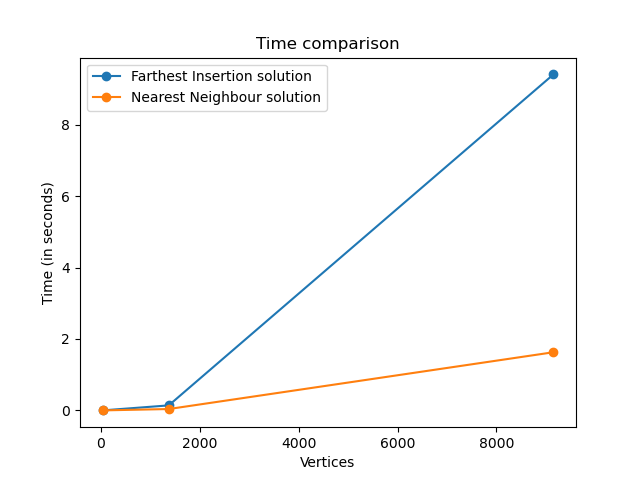 Time comparison
Farthest Insertion solution
Nearest Neighbour solution
8
6
4
2
0
Time (in seconds)
0 2000 4000 6000 8000
Vertices